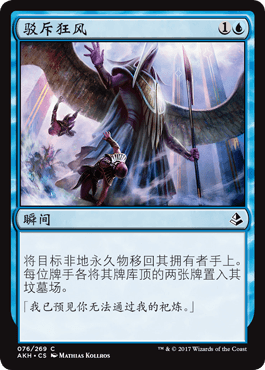 驳斥狂风
1
瞬间
将目标非地永久物移回其拥有者手上。
每位牌手各将其牌库顶的两张牌置入其
坟墓场。
「我已预见你无法通过我的祀炼。」
076/269 C
AKH • CS Mathias Kollros
™ & © 2017 Wizards of the Coast